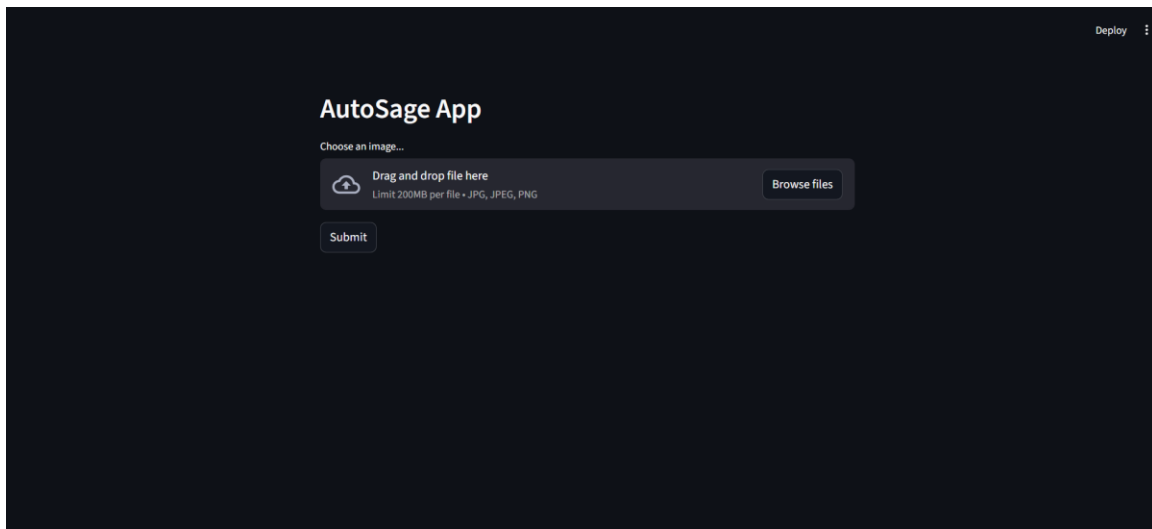 Deploy
AutoSage App
Choose an image...
Drag and drop file here
Limit 200MB per file • JPG, JPEG, PNG
Browse files
Submit